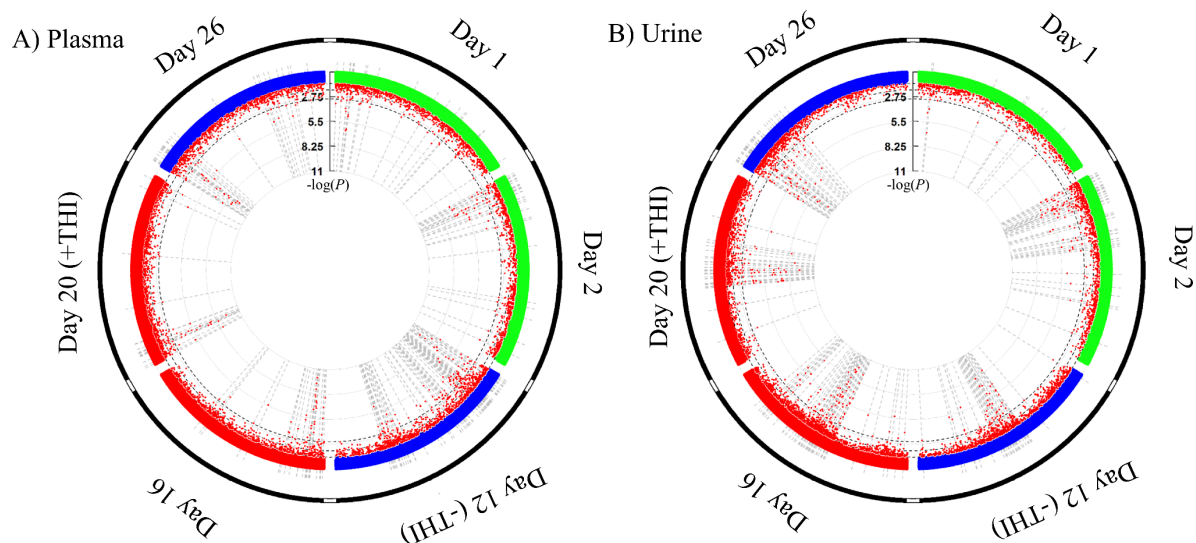 A) Plasma
Day 26
Day 1
2.75
5.5
8.25
11
-log(P)
Day 20 (+THI)
Day 2
Day 16
Day 12 (-THI)
B) Urine
Day 26
Day 1
2.75
5.5
8.25
11
-log(P)
Day 20 (+THI)
Day 2
Day 16
Day 12 (-THI)